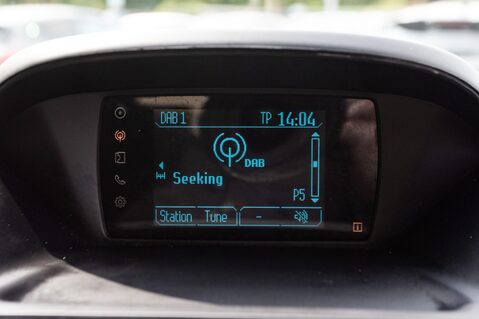 DAB 1 TP 14:04
DAB
Seeking
P5
Station Tune -